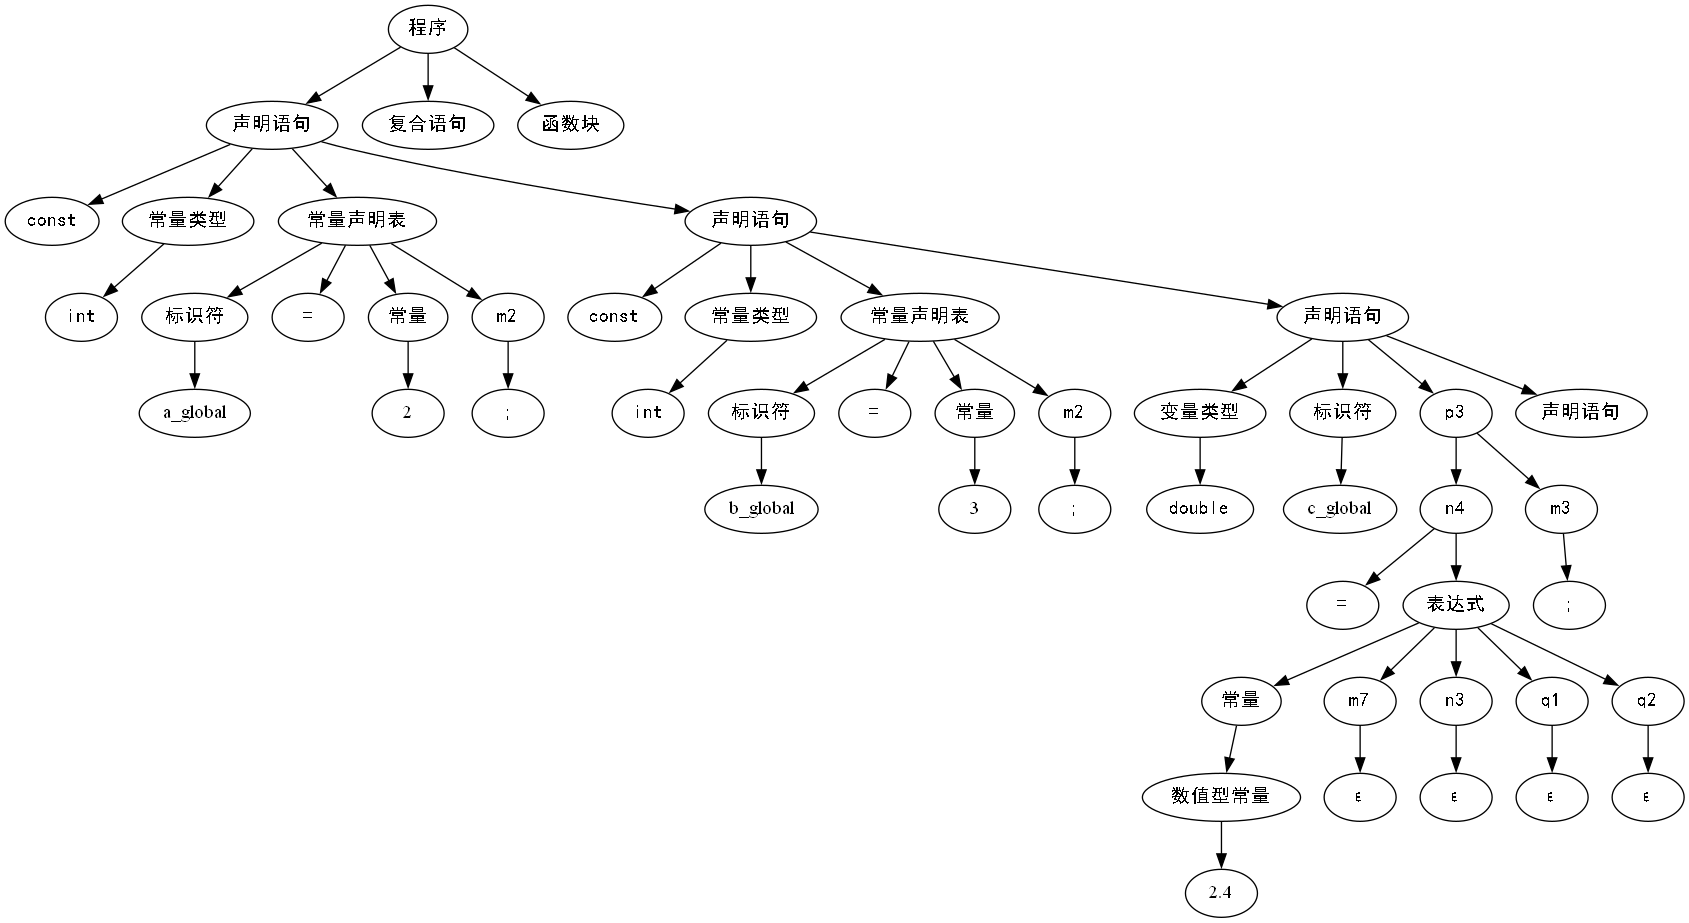 程序
声明语句
复合语句
函数块
const
常量类型
常量声明表
声明语句
int
标识符
=
常量
m2
const
常量类型
常量声明表
声明语句
a_global
2
;
int
标识符
=
常量
m2
变量类型
标识符
p3
声明语句
b_global
3
;
double
c_global
n4
m3
=
表达式
;
常量
m7
n3
q1
q2
数值型常量
ε
ε
ε
ε
2.4